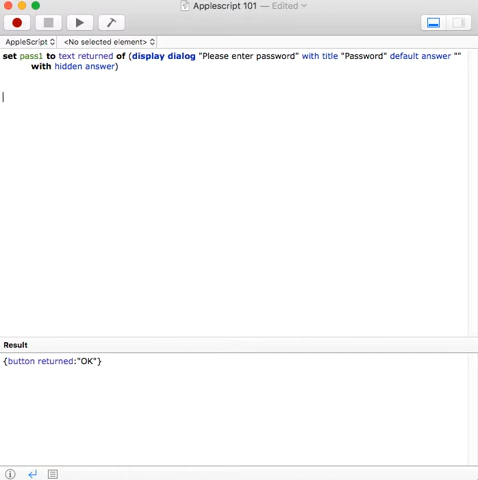 Applescript 101 — Edited
AppleScript <No selected element>
set pass1 to text returned of (display dialog "Please enter password" with title "Password" default answer ""
with hidden answer)
Result
{button returned:"OK"}